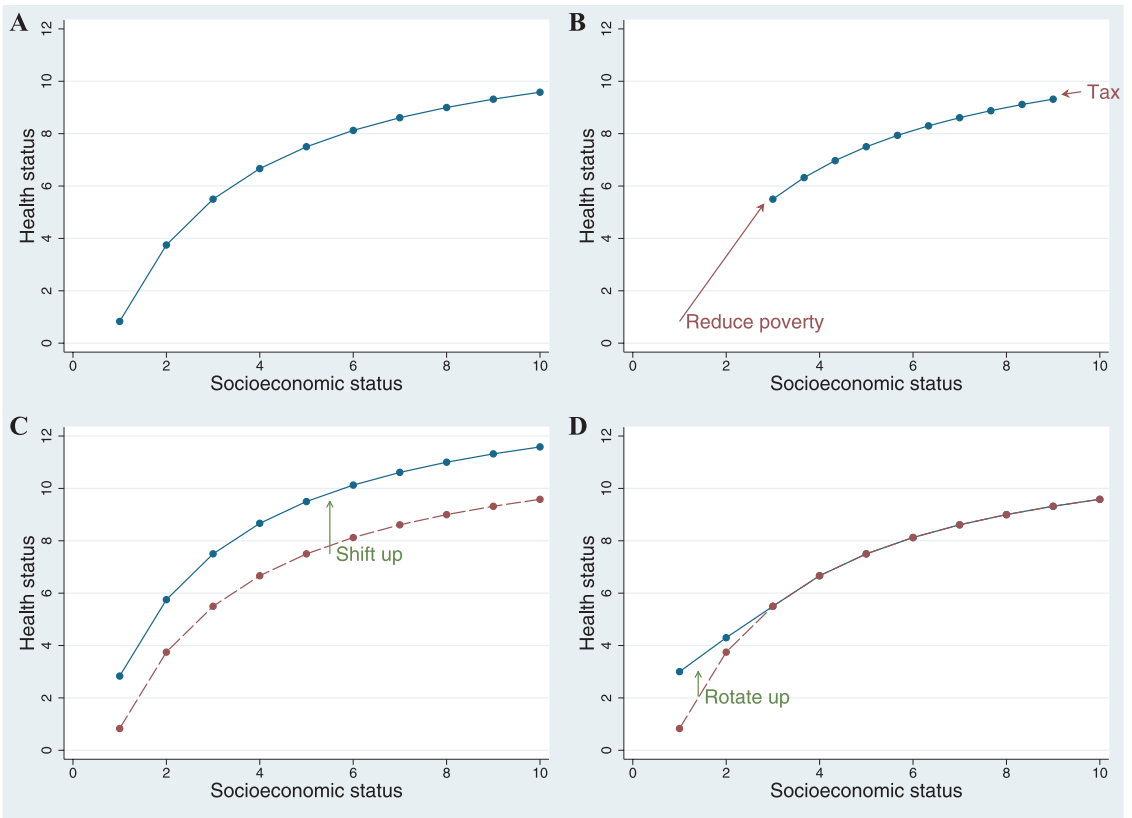 A
12
10
8
6
4
2
0
Health status
0 2 4 6 8 10
Socioeconomic status
B
12
10
8
6
4
2
0
Health status
Tax
Reduce poverty
0 2 4 6 8 10
Socioeconomic status
C
12
10
8
6
4
2
0
Health status
Shift up
0 2 4 6 8 10
Socioeconomic status
D
12
10
8
6
4
2
0
Health status
Rotate up
0 2 4 6 8 10
Socioeconomic status